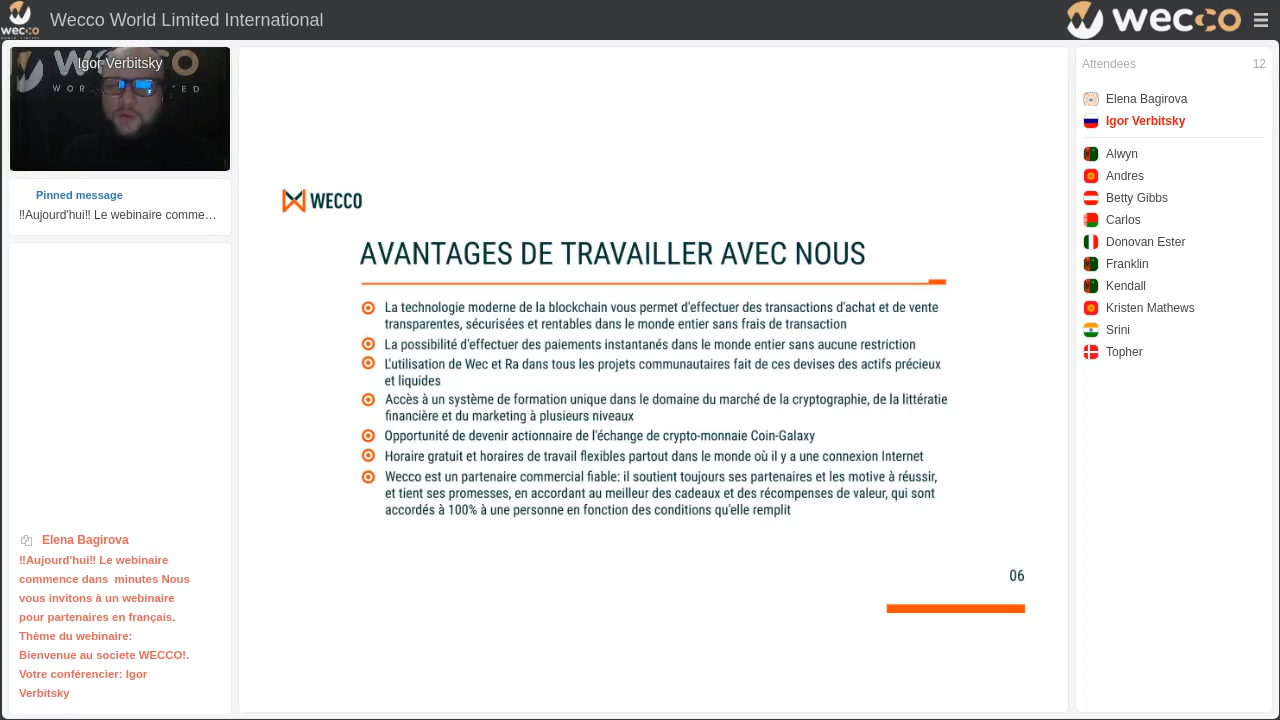 wecco
Wecco World Limited International
wecco
Igor Verbitsky
Pinned message
‼Aujourd'hui‼ Le webinaire comme…
Elena Bagirova
‼Aujourd'hui‼ Le webinaire
commence dans  minutes Nous
vous invitons à un webinaire
pour partenaires en français.
Thème du webinaire:
Bienvenue au societe WECCO!.
Votre conférencier: Igor
Verbitsky
WECCO
AVANTAGES DE TRAVAILLER AVEC NOUS
La technologie moderne de la blockchain vous permet d'effectuer des transactions d'achat et de vente
transparentes, sécurisées et rentables dans le monde entier sans frais de transaction
La possibilité d'effectuer des paiements instantanés dans le monde entier sans aucune restriction
L'utilisation de Wec et Ra dans tous les projets communautaires fait de ces devises des actifs précieux
et liquides
Accès à un système de formation unique dans le domaine du marché de la cryptographie, de la littératie
financière et du marketing à plusieurs niveaux
Opportunité de devenir actionnaire de l'échange de crypto-monnaie Coin-Galaxy
Horaire gratuit et horaires de travail flexibles partout dans le monde où il y a une connexion Internet
Wecco est un partenaire commercial fiable: il soutient toujours ses partenaires et les motive à réussir,
et tient ses promesses, en accordant au meilleur des cadeaux et des récompenses de valeur, qui sont
accordés à 100% à une personne en fonction des conditions qu'elle remplit
06
Attendees 12
Elena Bagirova
Igor Verbitsky
Alwyn
Andres
Betty Gibbs
Carlos
Donovan Ester
Franklin
Kendall
Kristen Mathews
Srini
Topher